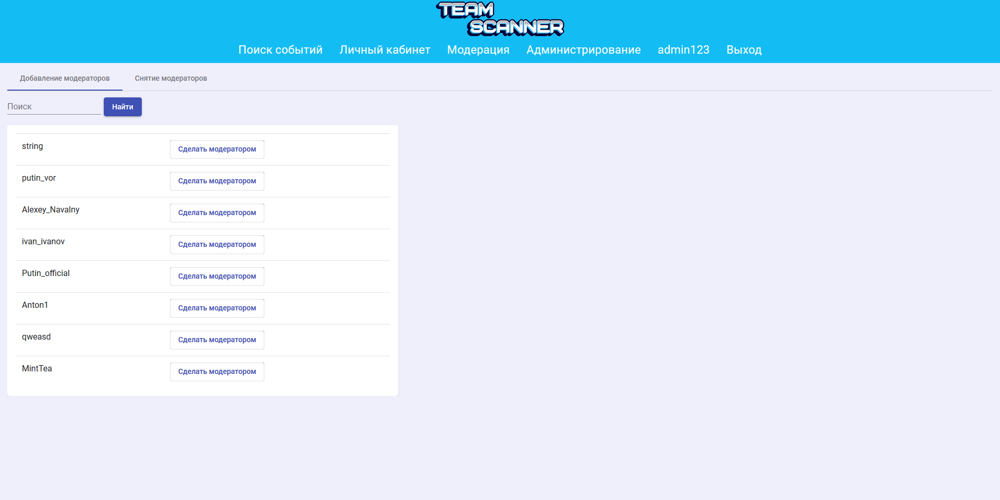 TEAM
SCANNER
Поиск событий Личный кабинет Модерация Администрирование admin123 Выход
Добавление модераторов Снятие модераторов
Поиск Найти
string Сделать модератором
putin_vor Сделать модератором
Alexey_Navalny Сделать модератором
ivan_ivanov Сделать модератором
Putin_official Сделать модератором
Anton1 Сделать модератором
qweasd Сделать модератором
MintTea Сделать модератором